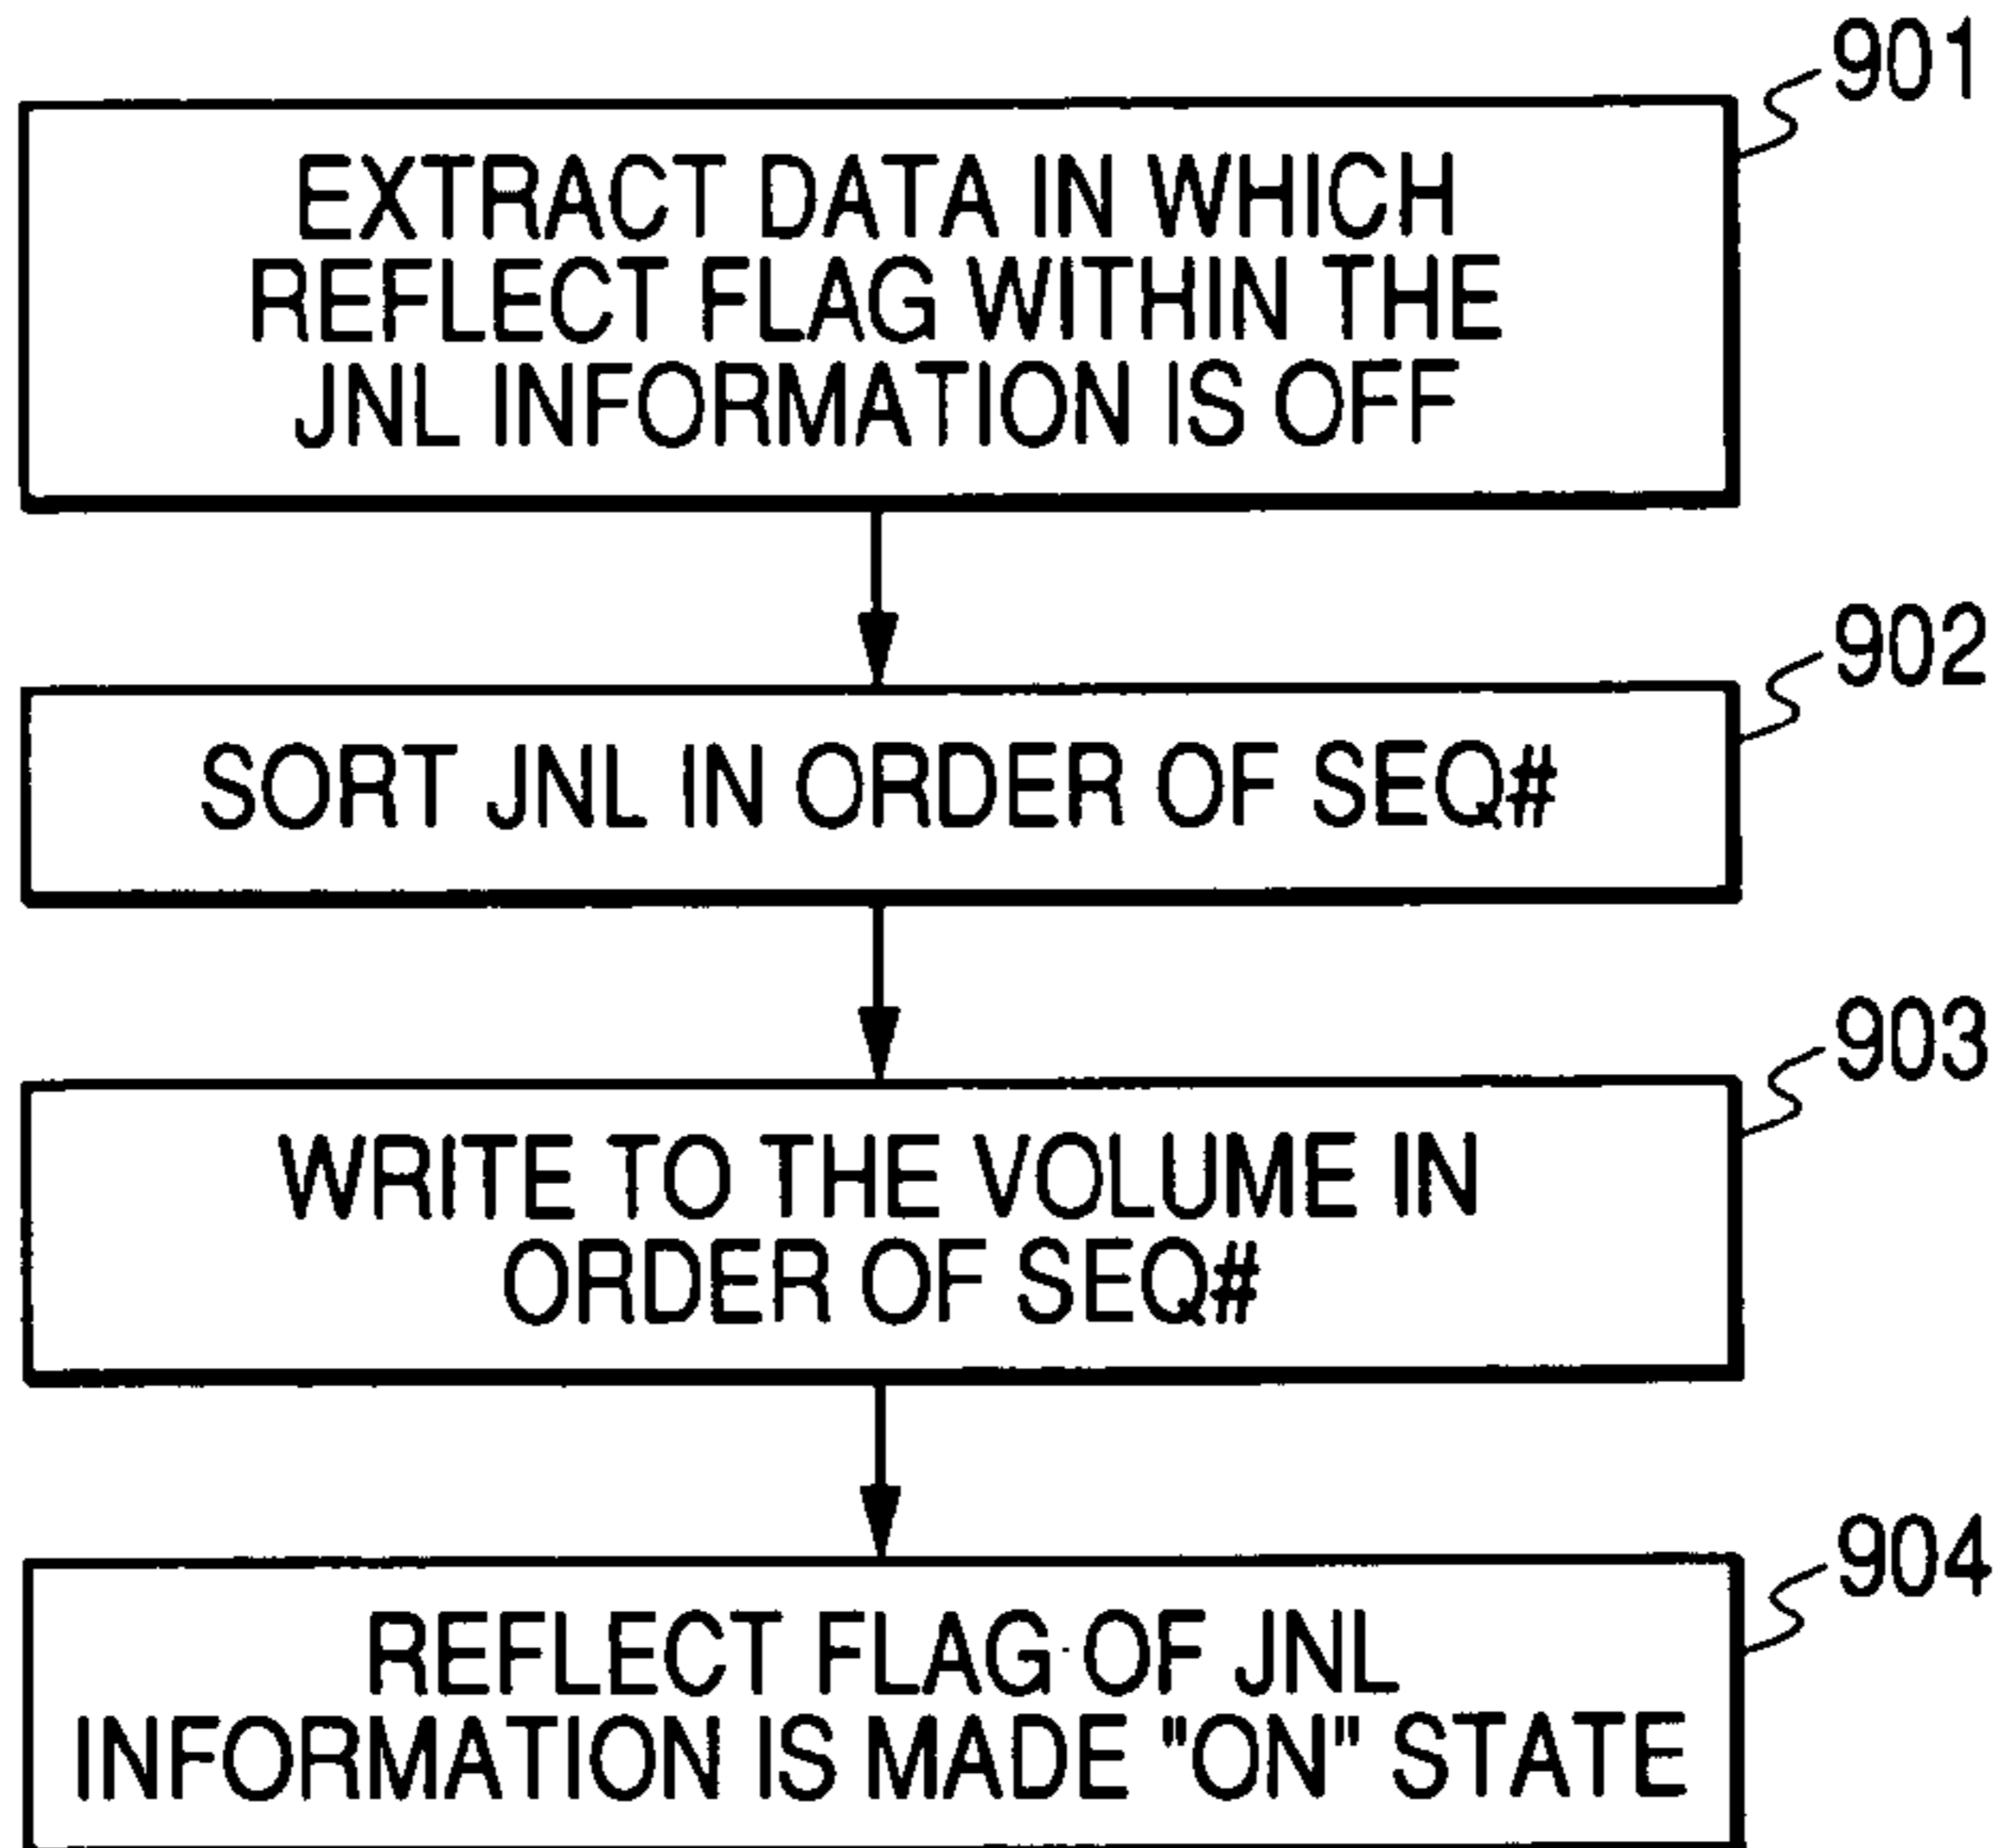 901
EXTRACT DATA IN WHICH
REFLECT FLAG WITHIN THE
JNL INFORMATION IS OFF
902
SORT JNL IN ORDER OF SEQ#
903
WRITE TO THE VOLUME IN
ORDER OF SEQ#
904
REFLECT FLAG OF JNL
INFORMATION IS MADE "ON" STATE